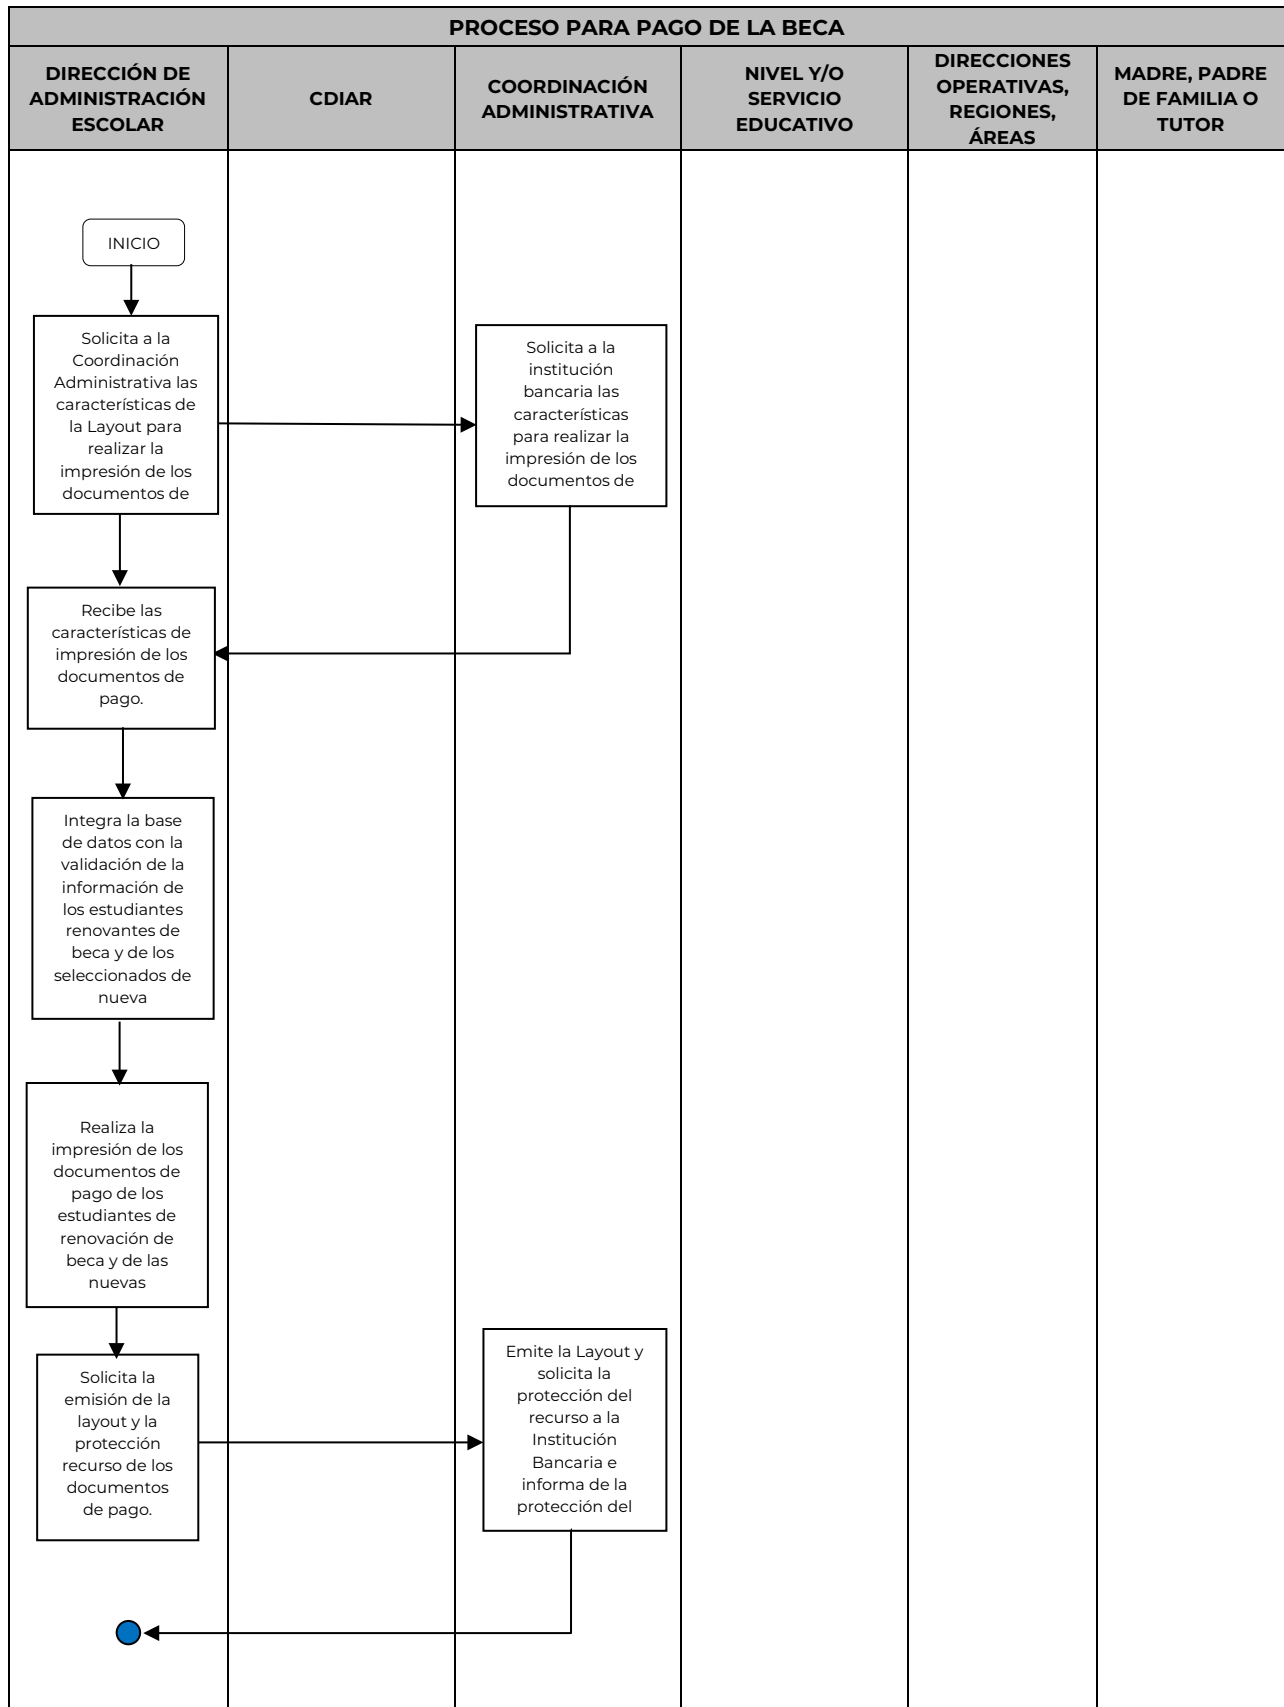 PROCESO PARA PAGO DE LA BECA
DIRECCIÓN DE
ADMINISTRACIÓN
ESCOLAR
CDIAR
COORDINACIÓN
ADMINISTRATIVA
NIVEL Y/O
SERVICIO
EDUCATIVO
DIRECCIONES
OPERATIVAS,
REGIONES,
ÁREAS
MADRE, PADRE
DE FAMILIA O
TUTOR
INICIO
Solicita a la
Coordinación
Administrativa las
características de
la Layout para
realizar la
impresión de los
documentos de
Solicita a la
institución
bancaria las
características
para realizar la
impresión de los
documentos de
Recibe las
características de
impresión de los
documentos de
pago.
Integra la base
de datos con la
validación de la
información de
los estudiantes
renovantes de
beca y de los
seleccionados de
nueva
Realiza la
impresión de los
documentos de
pago de los
estudiantes de
renovación de
beca y de las
nuevas
Solicita la
emisión de la
layout y la
protección
recurso de los
documentos
de pago.
Emite la Layout y
solicita la
protección del
recurso a la
Institución
Bancaria e
informa de la
protección del